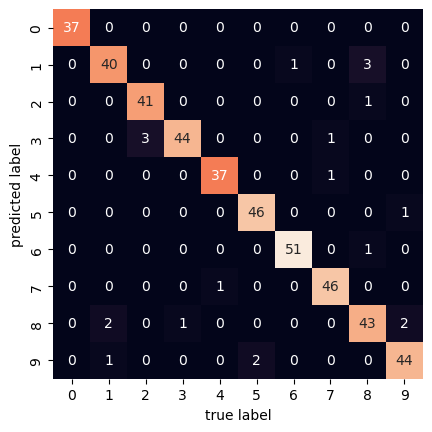 0 37 0 0 0 0 0 0 0 0 0
1 0 40 0 0 0 0 1 0 3 0
2 0 0 41 0 0 0 0 0 1 0
3 0 0 3 44 0 0 0 1 0 0
4 0 0 0 0 37 0 0 1 0 0
5 0 0 0 0 0 46 0 0 0 1
6 0 0 0 0 0 0 51 0 1 0
7 0 0 0 0 1 0 0 46 0 0
8 0 2 0 1 0 0 0 0 43 2
9 0 1 0 0 0 2 0 0 0 44
0 1 2 3 4 5 6 7 8 9
true label
predicted label